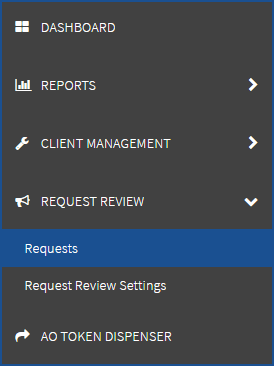 DASHBOARD
REPORTS
CLIENT MANAGEMENT
REQUEST REVIEW
Requests
Request Review Settings
AO TOKEN DISPENSER